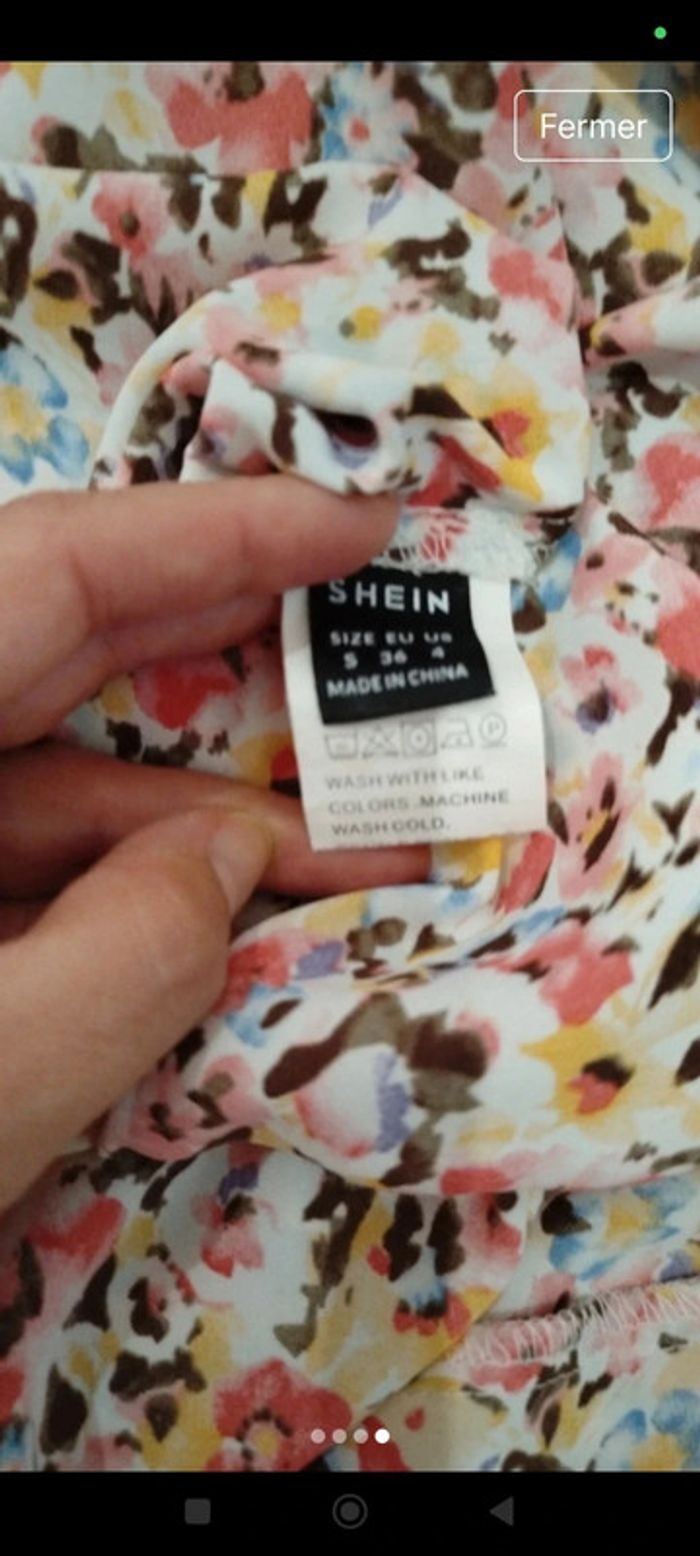 Fermer
SHEIN
SIZE EU US
S 36 4
MADE IN CHINA
P
WASH WITH LIKE
COLORS .MACHINE
WASH COLD.